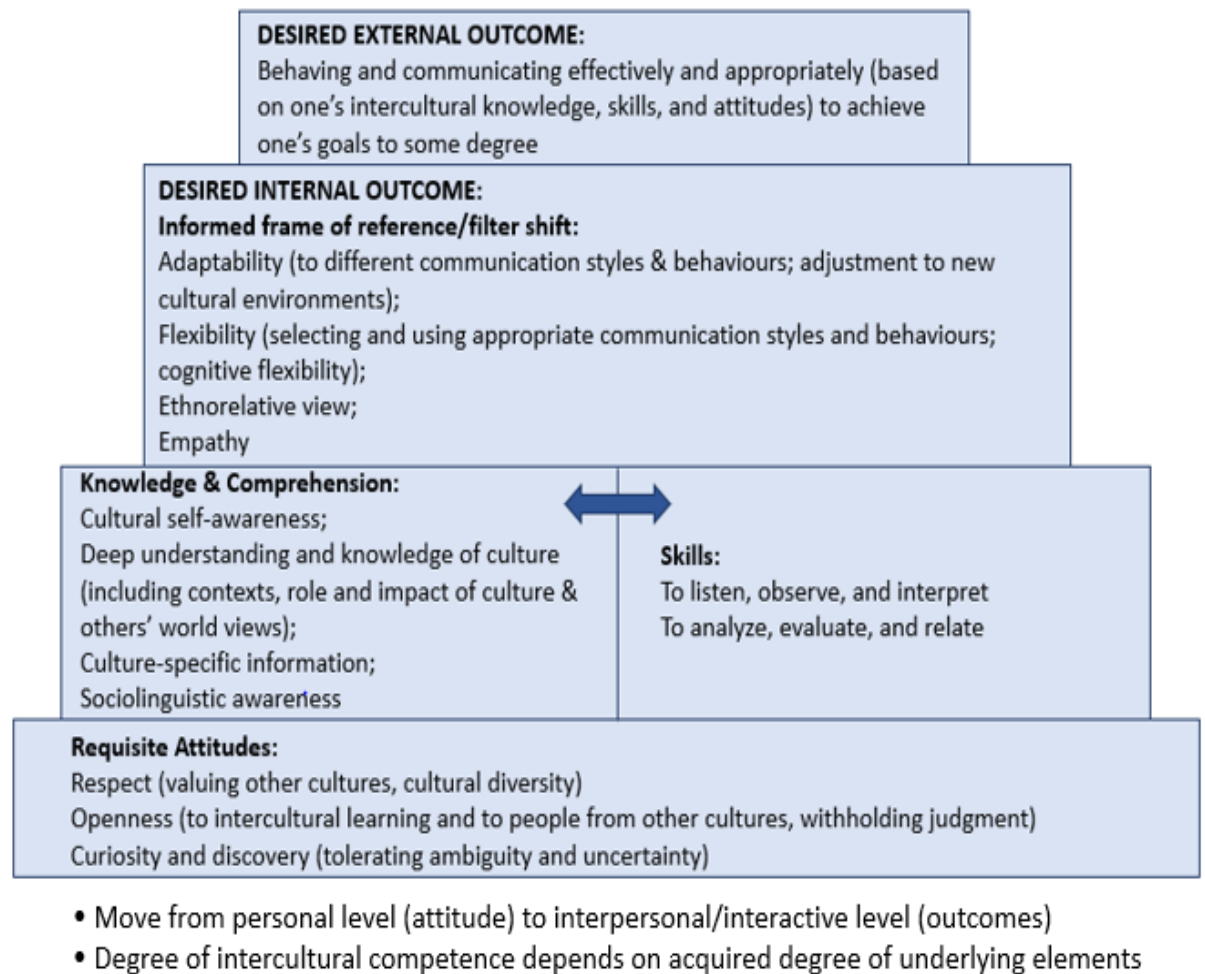 DESIRED EXTERNAL OUTCOME:
Behaving and communicating effectively and appropriately (based
on one's intercultural knowledge, skills, and attitudes) to achieve
one's goals to some degree
DESIRED INTERNAL OUTCOME:
Informed frame of reference/filter shift:
Adaptability (to different communication styles & behaviours; adjustment to new
cultural environments);
Flexibility (selecting and using appropriate communication styles and behaviours;
cognitive flexibility);
Ethnorelative view;
Empathy
Knowledge & Comprehension:
Cultural self-awareness;
Deep understanding and knowledge of culture
(including contexts, role and impact of culture &
others' world views);
Culture-specific information;
Sociolinguistic awareness
Skills:
To listen, observe, and interpret
To analyze, evaluate, and relate
Requisite Attitudes:
Respect (valuing other cultures, cultural diversity)
Openness (to intercultural learning and to people from other cultures, withholding judgment)
Curiosity and discovery (tolerating ambiguity and uncertainty)
• Move from personal level (attitude) to interpersonal/interactive level (outcomes)
• Degree of intercultural competence depends on acquired degree of underlying elements